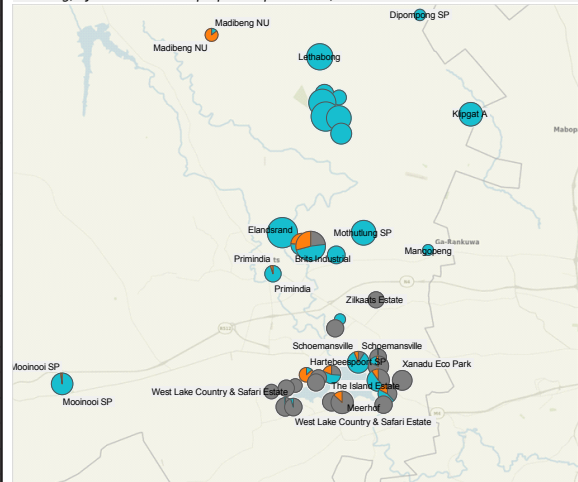 Dipompong SP
Madibeng NU
Madibeng NU
Lethabong
Klipgat A
Mabop
Elandsrand
Mothutlung SP
Ga-Rankuwa
Mangopeng
Brits Industrial
Primindia
ts
Primindia
Zilkaats Estate
Schoemansville
Schoemansville
Hartebeespoort SP
Xanadu Eco Park
Mooinooi SP
The Island Estate
West Lake Country & Safari Estate
Mooinooi SP
Meerhof
West Lake Country & Safari Estate